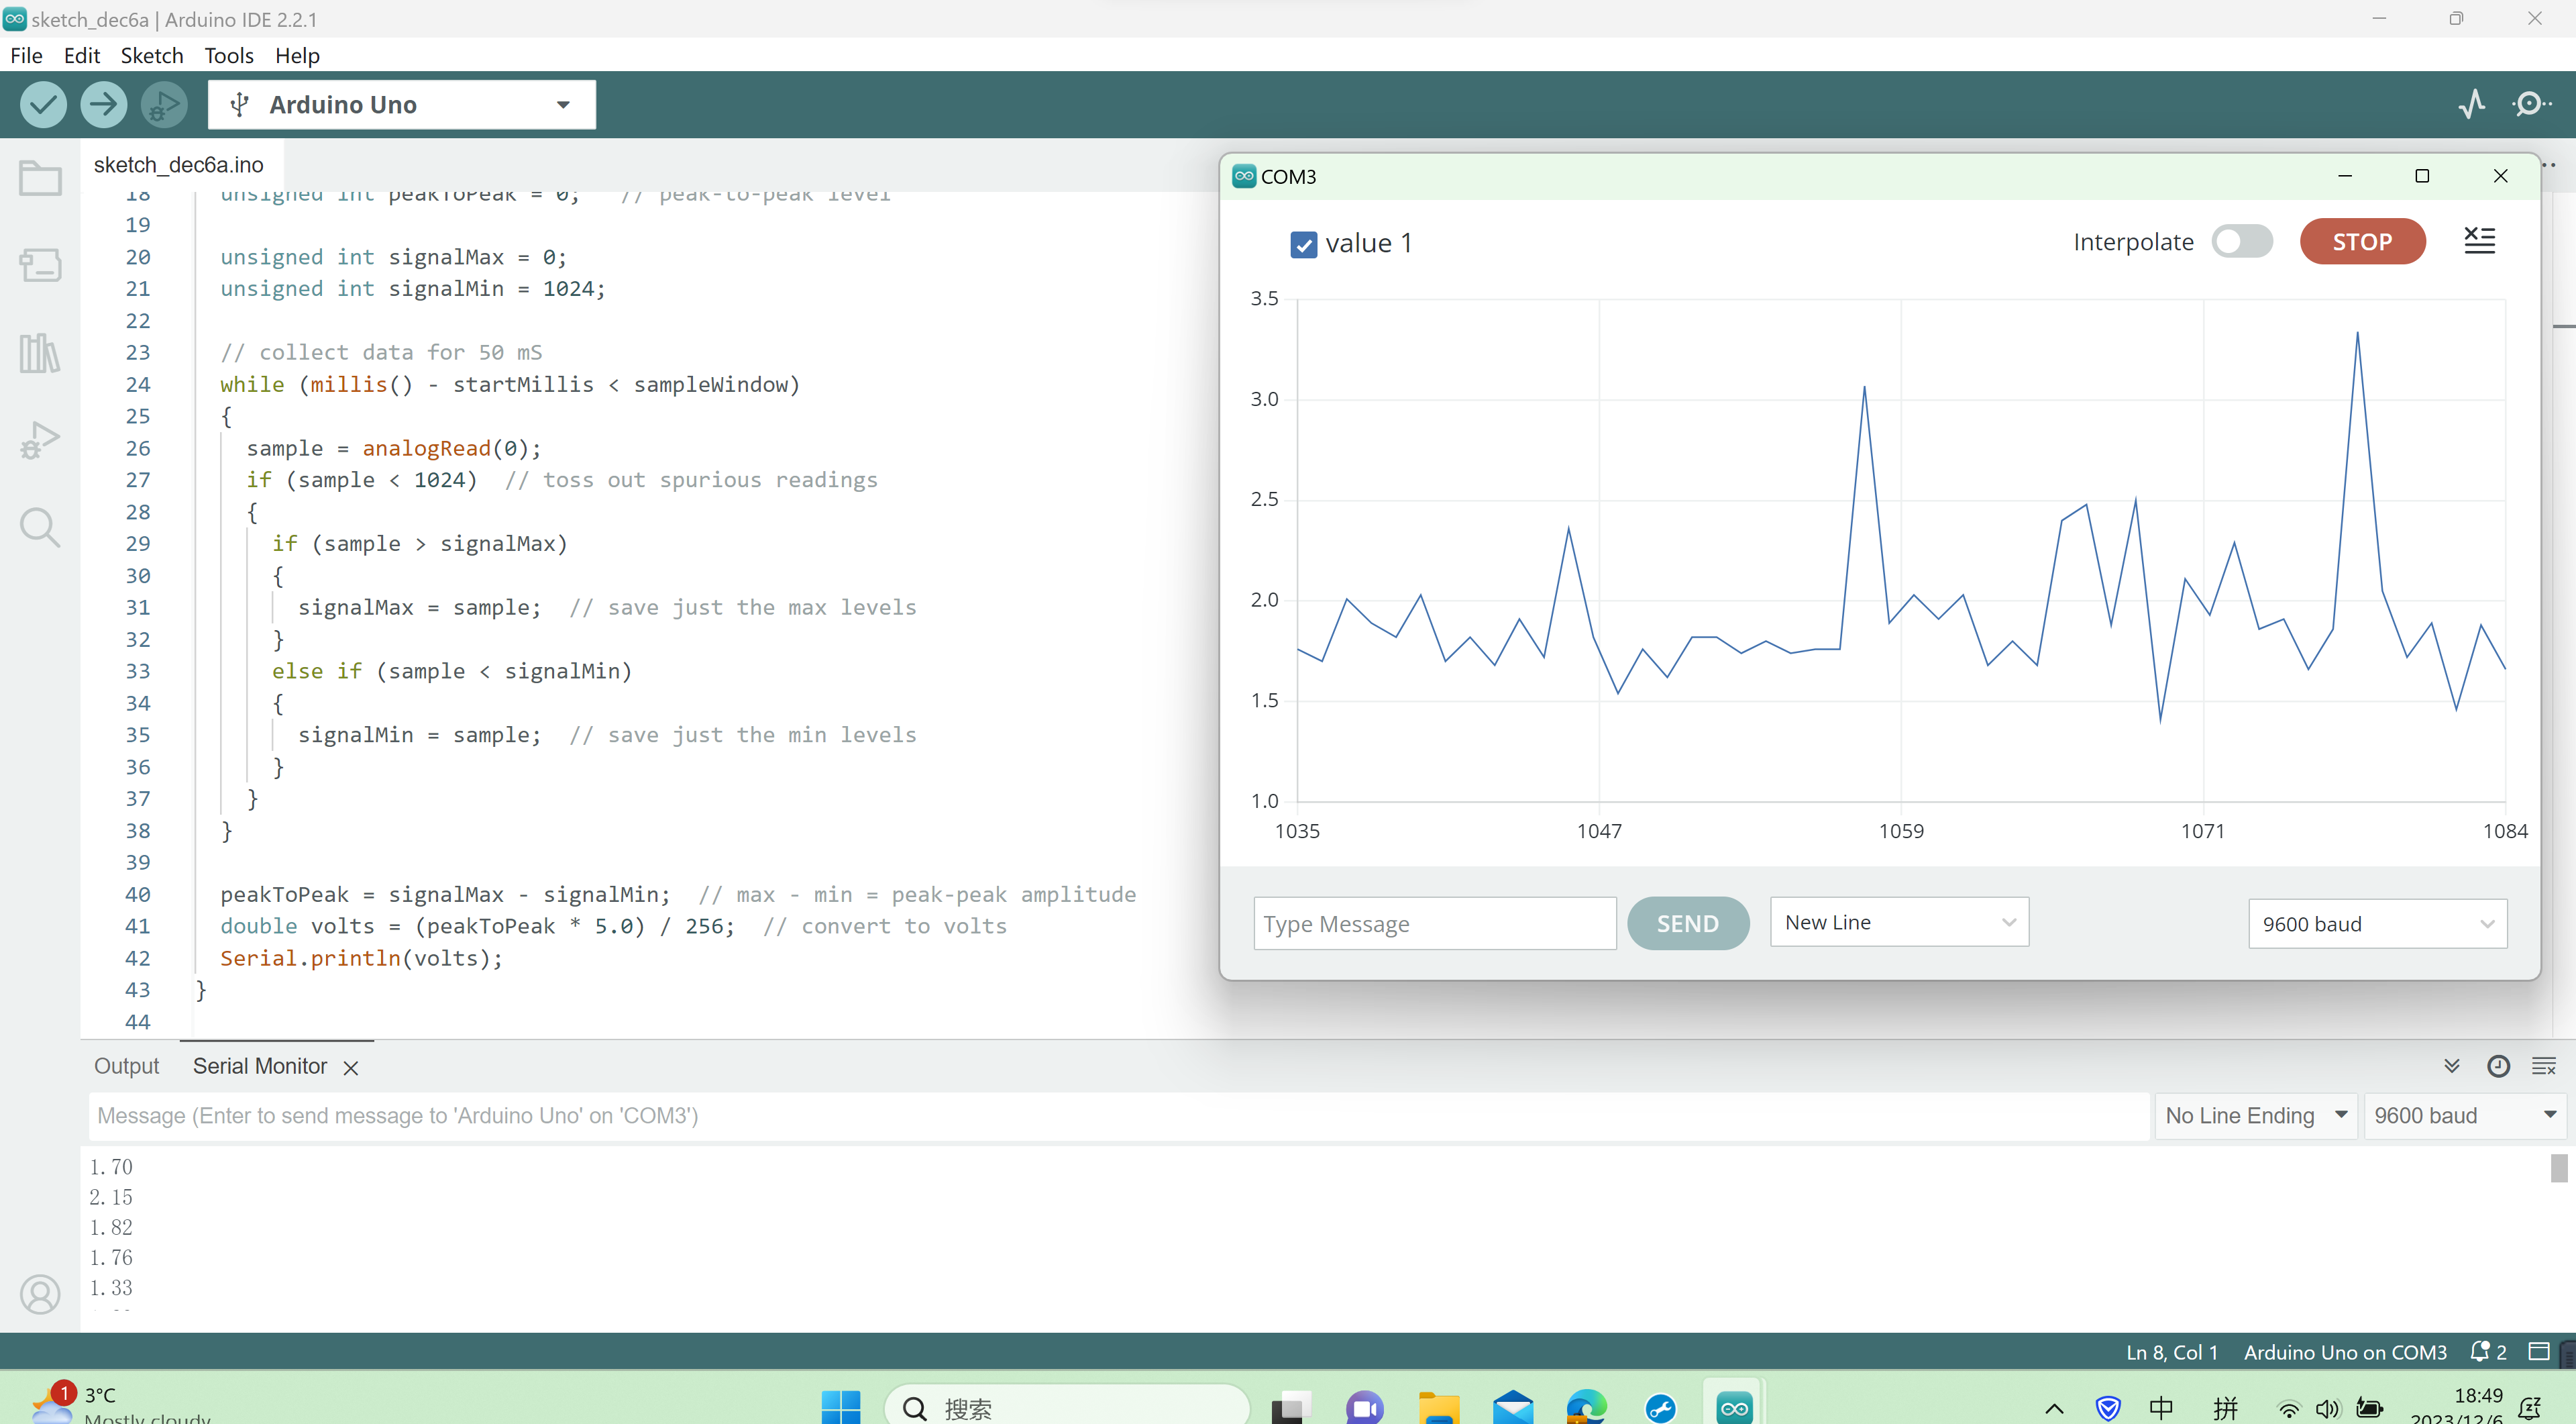 sketch_dec6a | Arduino IDE 2.2.1
File Edit Sketch Tools Help
Arduino Uno
sketch_dec6a.ino
18 unsigned int peakToPeak = 0; // peak-to-peak level
19
20 unsigned int signalMax = 0;
21 unsigned int signalMin = 1024;
22
23 // collect data for 50 mS
24 while (millis() - startMillis < sampleWindow)
25 {
26 sample = analogRead(0);
27 if (sample < 1024) // toss out spurious readings
28 {
29 if (sample > signalMax)
30 {
31 signalMax = sample; // save just the max levels
32 }
33 else if (sample < signalMin)
34 {
35 signalMin = sample; // save just the min levels
36 }
37 }
38 }
39
40 peakToPeak = signalMax - signalMin; // max - min = peak-peak amplitude
41 double volts = (peakToPeak * 5.0) / 256; // convert to volts
42 Serial.println(volts);
43 }
44
COM3
value 1
Interpolate STOP
3.5
3.0
2.5
2.0
1.5
1.0
1035 1047 1059 1071 1084
Type Message SEND New Line 9600 baud
Output Serial Monitor
Message (Enter to send message to 'Arduino Uno' on 'COM3') No Line Ending 9600 baud
1.70
2.15
1.82
1.76
1.33
Ln 8, Col 1 Arduino Uno on COM3 2
1 3°C
Mostly cloudy
搜索
中 拼
18:49
2023/12/6